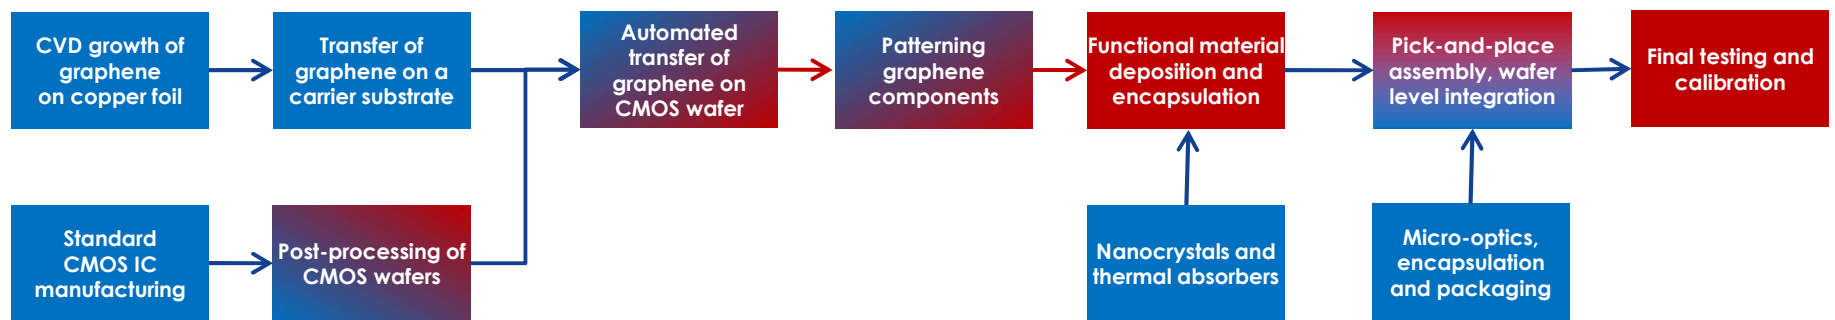 CVD growth of
graphene
on copper foil
Transfer of
graphene on a
carrier substrate
Automated
transfer of
graphene on
CMOS wafer
Patterning
graphene
components
Functional material
deposition and
encapsulation
Pick-and-place
assembly, wafer
level integration
Final testing and
calibration
Standard
CMOS IC
manufacturing
Post-processing of
CMOS wafers
Nanocrystals and
thermal absorbers
Micro-optics,
encapsulation
and packaging